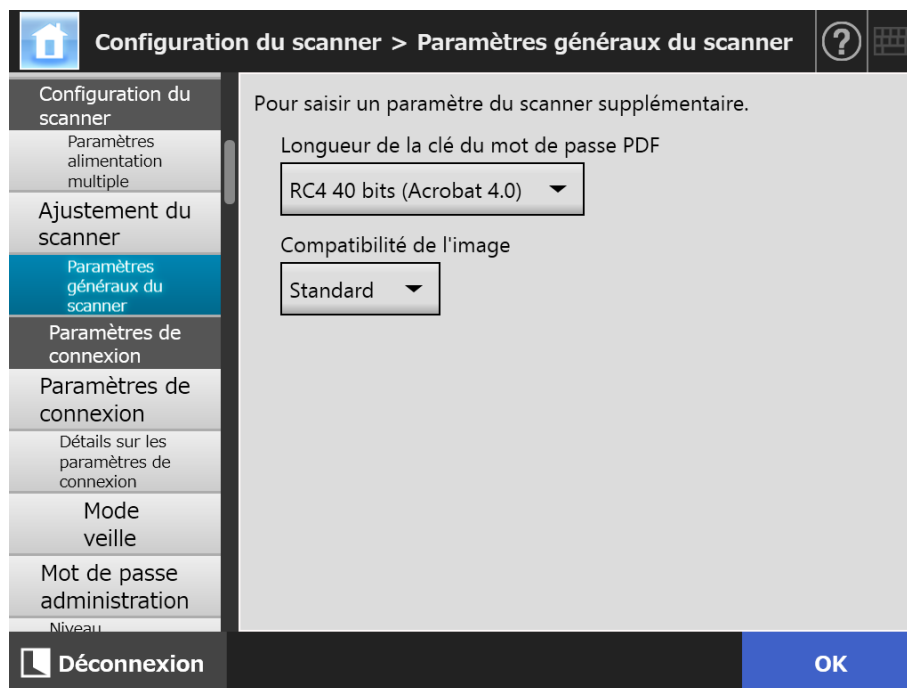 Configuration du scanner > Paramètres généraux du scanner
?
Configuration du
scanner
Paramètres
alimentation
multiple
Ajustement du
scanner
Paramètres
généraux du
scanner
Paramètres de
connexion
Paramètres de
connexion
Détails sur les
paramètres de
connexion
Mode
veille
Mot de passe
administration
Niveau
Pour saisir un paramètre du scanner supplémentaire.
Longueur de la clé du mot de passe PDF
RC4 40 bits (Acrobat 4.0)
Compatibilité de l'image
Standard
Déconnexion
OK